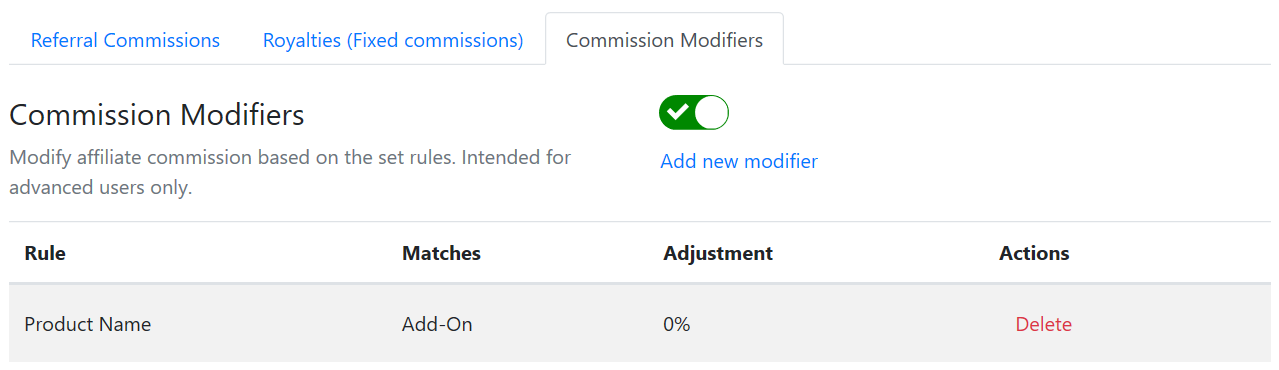 Referral Commissions Royalties (Fixed commissions) Commission Modifiers
Commission Modifiers
Modify affiliate commission based on the set rules. Intended for
advanced users only.
Add new modifier
Rule Matches Adjustment Actions
Product Name Add-On 0% Delete